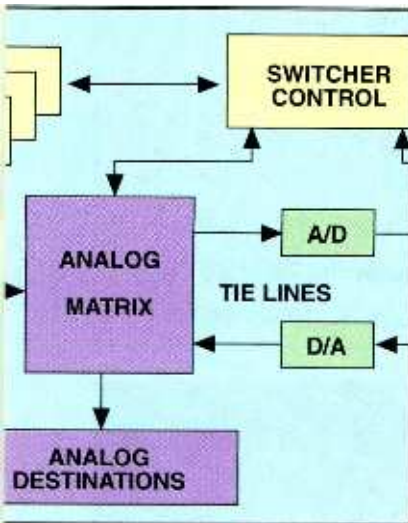 SWITCHER
CONTROL
ANALOG
MATRIX
A/D
TIE LINES
D/A
ANALOG
DESTINATIONS